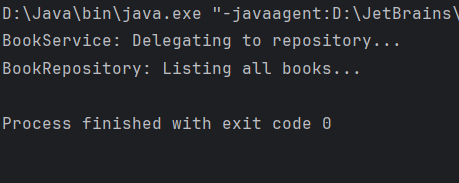 D:\Java\bin\java.exe "-javaagent:D:\JetBrains\
BookService: Delegating to repository...
BookRepository: Listing all books...
Process finished with exit code 0